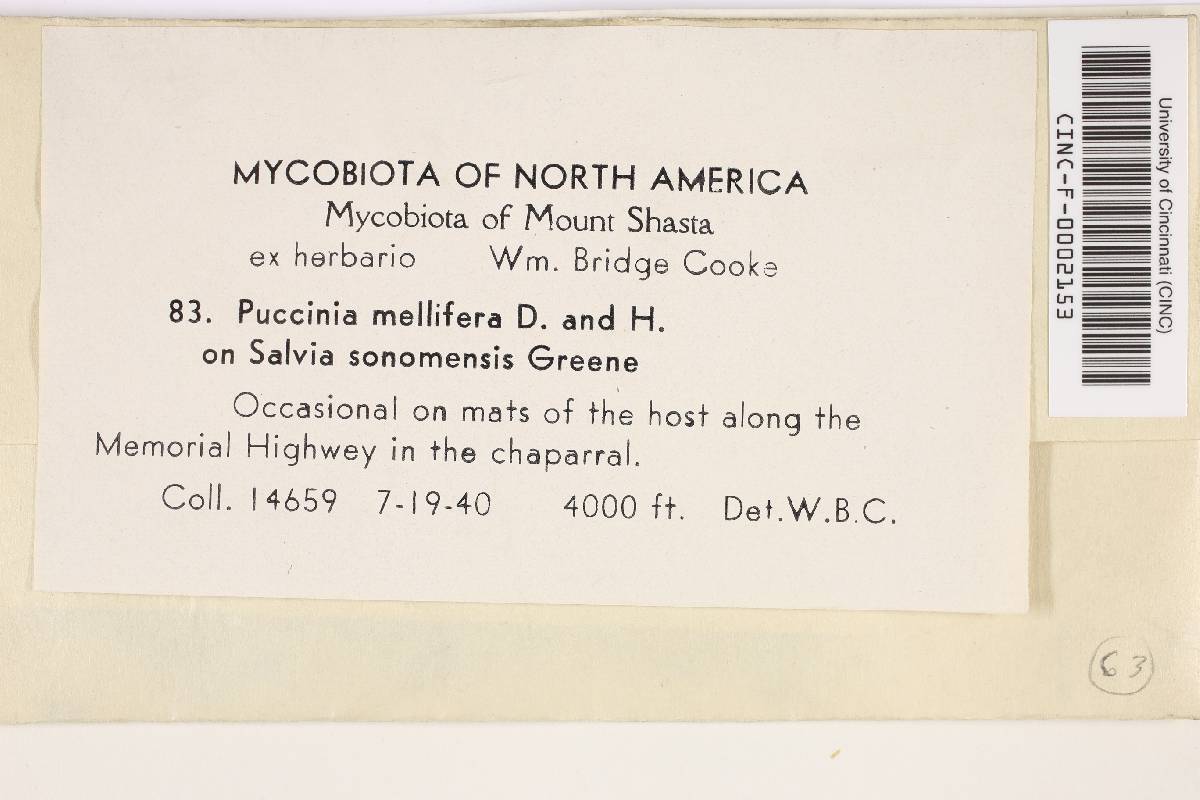 MYCOBIOTA OF NORTH AMERICA
Mycobiota of Mount Shasta
ex herbario Wm. Bridge Cooke
83. Puccinia mellifera D. and H.
on Salvia sonomensis Greene
Occasional on mats of the host along the
Memorial Highwey in the chaparral.
Coll. 14659 7-19-40 4000 ft. Det.W.B.C.
University of Cincinnati (CINC)
CINC-F-0002153
63